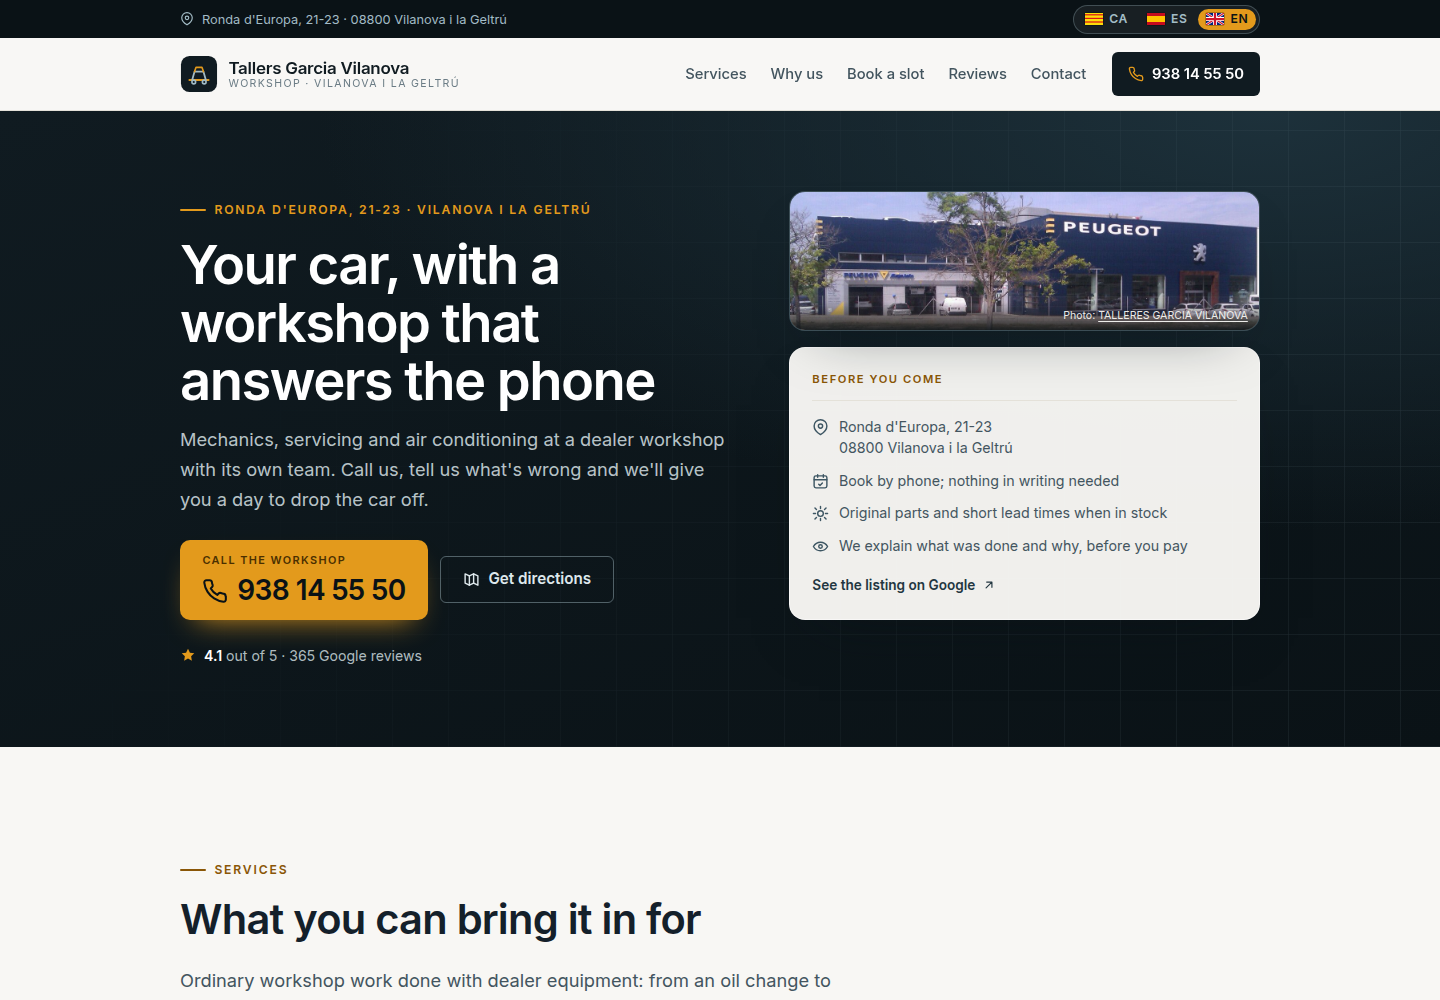 Ronda d'Europa, 21-23 · 08800 Vilanova i la Geltrú
CA ES EN
Tallers Garcia Vilanova
WORKSHOP · VILANOVA I LA GELTRÚ
Services Why us Book a slot Reviews Contact 938 14 55 50
RONDA D'EUROPA, 21-23 · VILANOVA I LA GELTRÚ
Your car, with a
workshop that
answers the phone
Mechanics, servicing and air conditioning at a dealer workshop
with its own team. Call us, tell us what's wrong and we'll give
you a day to drop the car off.
CALL THE WORKSHOP
938 14 55 50
Get directions
4.1 out of 5 · 365 Google reviews
PEUGEOT
PEUGEOT
Photo: TALLERES GARCIA VILANOVA
BEFORE YOU COME
Ronda d'Europa, 21-23
08800 Vilanova i la Geltrú
Book by phone; nothing in writing needed
Original parts and short lead times when in stock
We explain what was done and why, before you pay
See the listing on Google
SERVICES
What you can bring it in for
Ordinary workshop work done with dealer equipment: from an oil change to